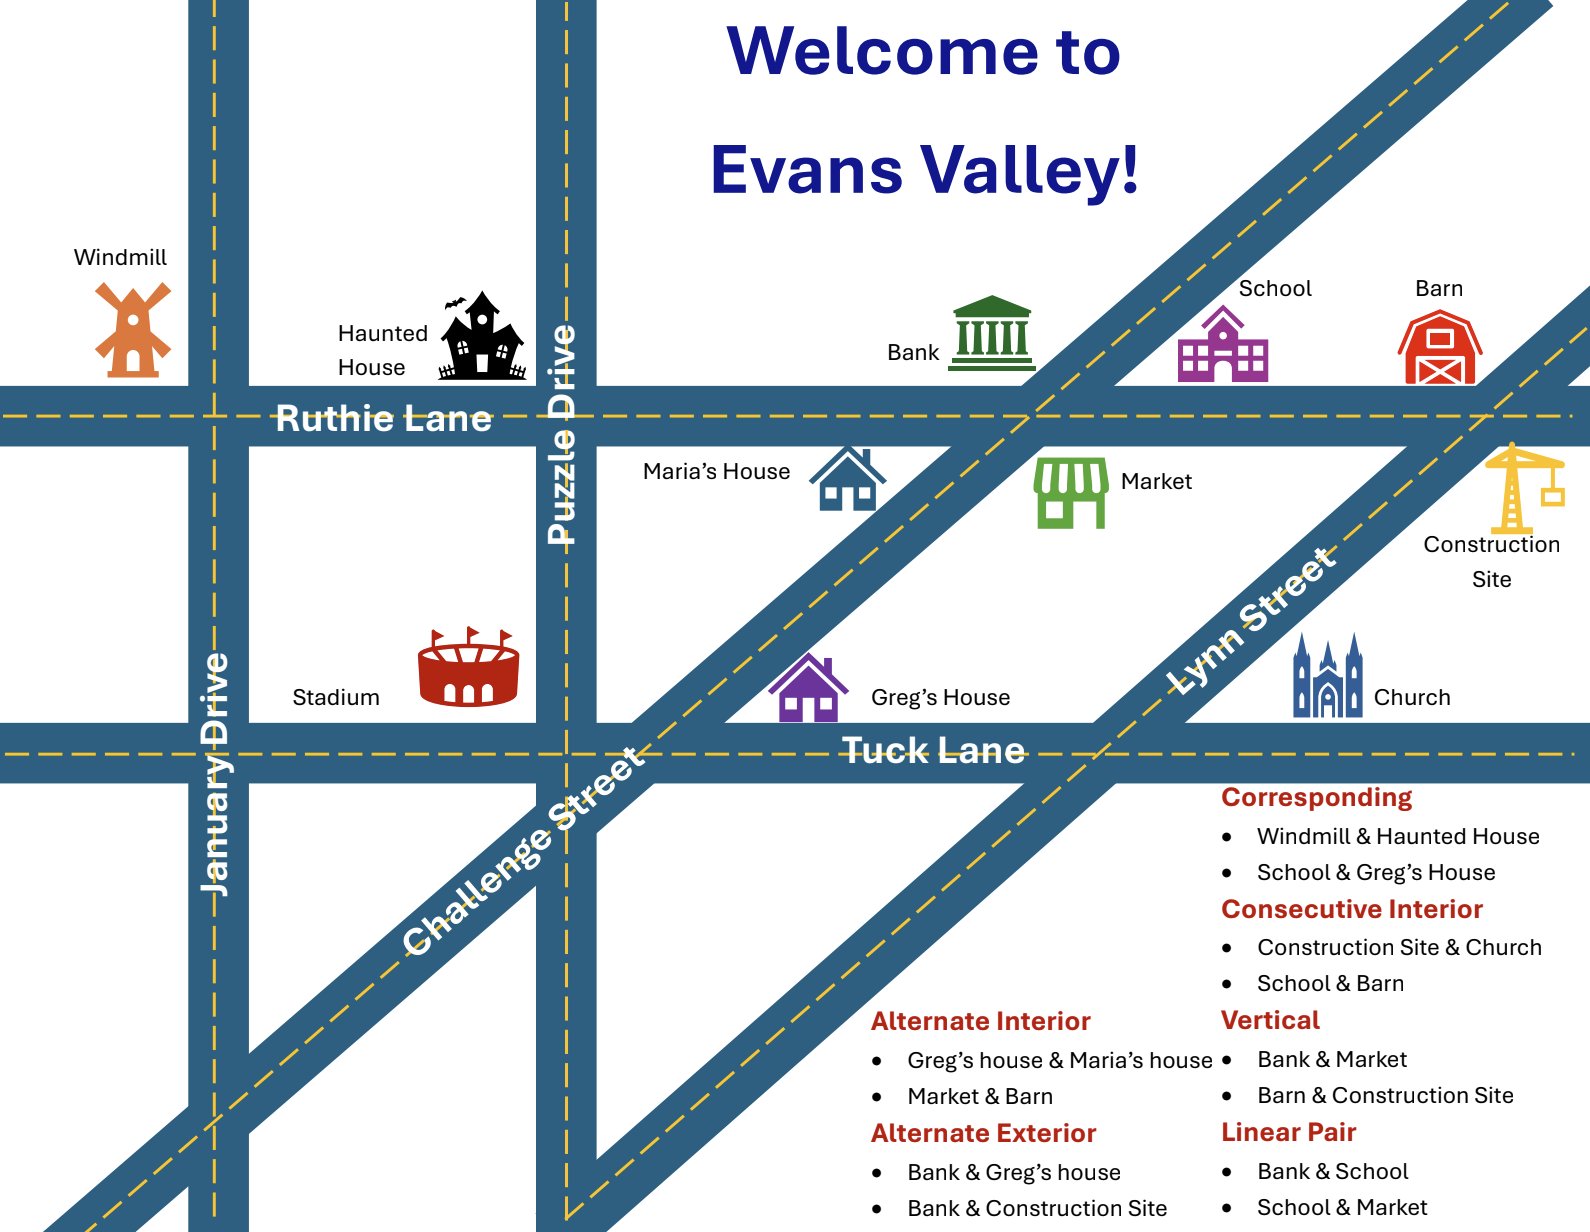 Welcome to
Evans Valley!
Windmill
Haunted
House
Bank
School
Barn
Ruthie Lane
Puzzle Drive
Maria's House
Market
Construction
Site
Lynn Street
Stadium
Greg's House
Church
January Drive
Tuck Lane
Challenge Street
Alternate Interior
• Greg's house & Maria's house
• Market & Barn
Alternate Exterior
• Bank & Greg's house
• Bank & Construction Site
Corresponding
• Windmill & Haunted House
• School & Greg's House
Consecutive Interior
• Construction Site & Church
• School & Barn
Vertical
• Bank & Market
• Barn & Construction Site
Linear Pair
• Bank & School
• School & Market